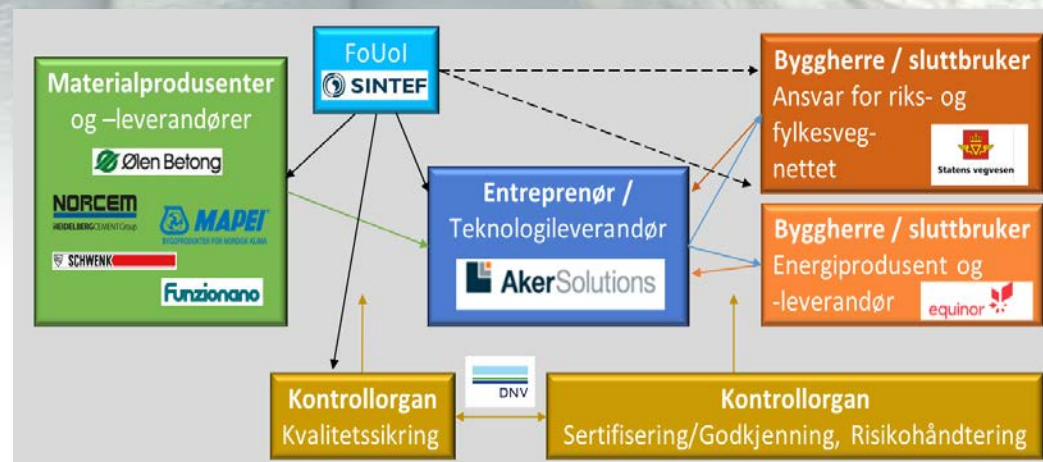 FoUoI
SINTEF
Materialprodusenter
og –leverandører
Ølen Betong
NORCEM
HEIDELBERGCEMENT Group
MAPEI
BYGGPRODUKTER FOR NORDISK KLIMA
SCHWENK
Funzionano
Entreprenør /
Teknologileverandør
AkerSolutions
Byggherre / sluttbruker
Ansvar for riks- og
fylkesveg-
nettet
Statens vegvesen
Byggherre / sluttbruker
Energiprodusent og
-leverandør
equinor
Kontrollorgan
Kvalitetssikring
DNV
Kontrollorgan
Sertifisering/Godkjenning, Risikohåndtering